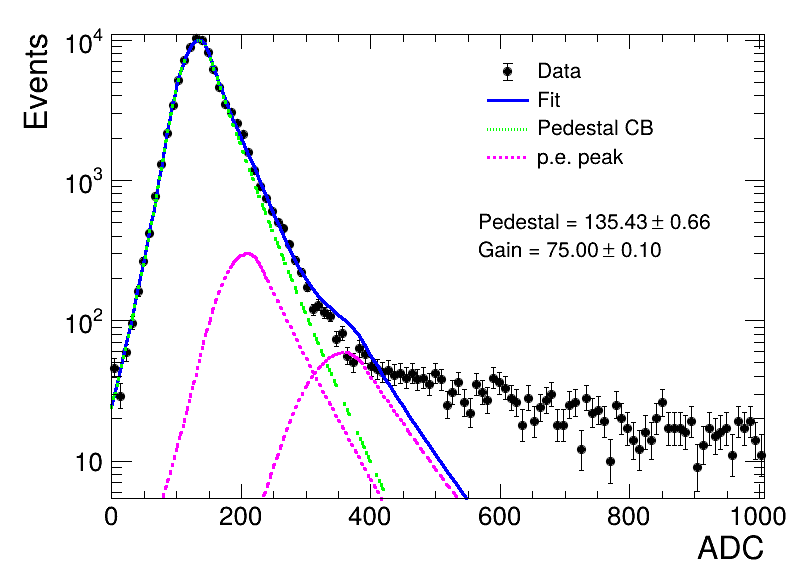 Events
10⁴
10³
10²
10
Data
Fit
Pedestal CB
p.e. peak
Pedestal = 135.43 ± 0.66
Gain = 75.00 ± 0.10
0 200 400 600 800 1000
ADC